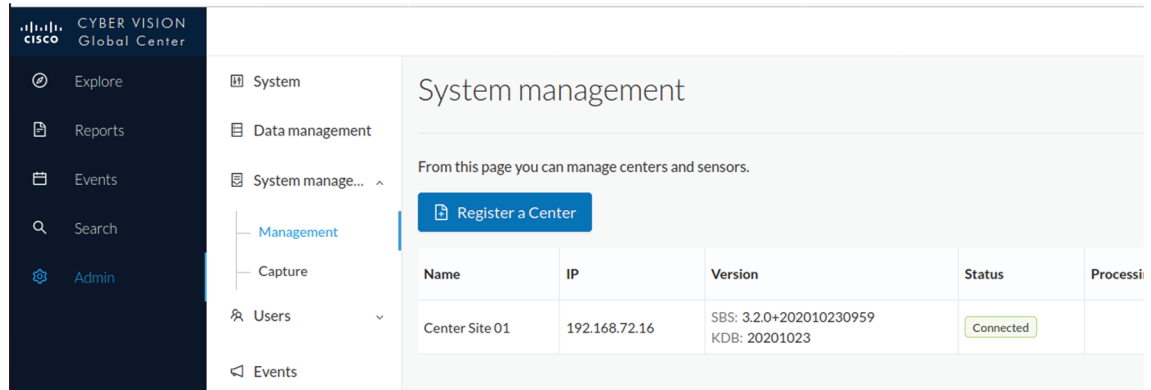 CISCO
CYBER VISION
Global Center
Explore
Reports
Events
Search
Admin
System
Data management
System manage...
Management
Capture
Users
Events
System management
From this page you can manage centers and sensors.
Register a Center
Name IP Version Status Processi
Center Site 01 192.168.72.16 SBS: 3.2.0+202010230959 Connected
KDB: 20201023